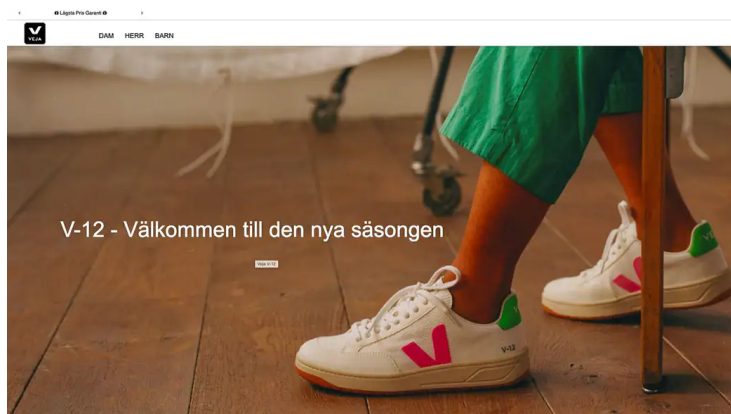 Lägsta Pris Garanti
VEJA
DAM HERR BARN
V-12 - Välkommen till den nya säsongen
Veja V-12
V
V-12